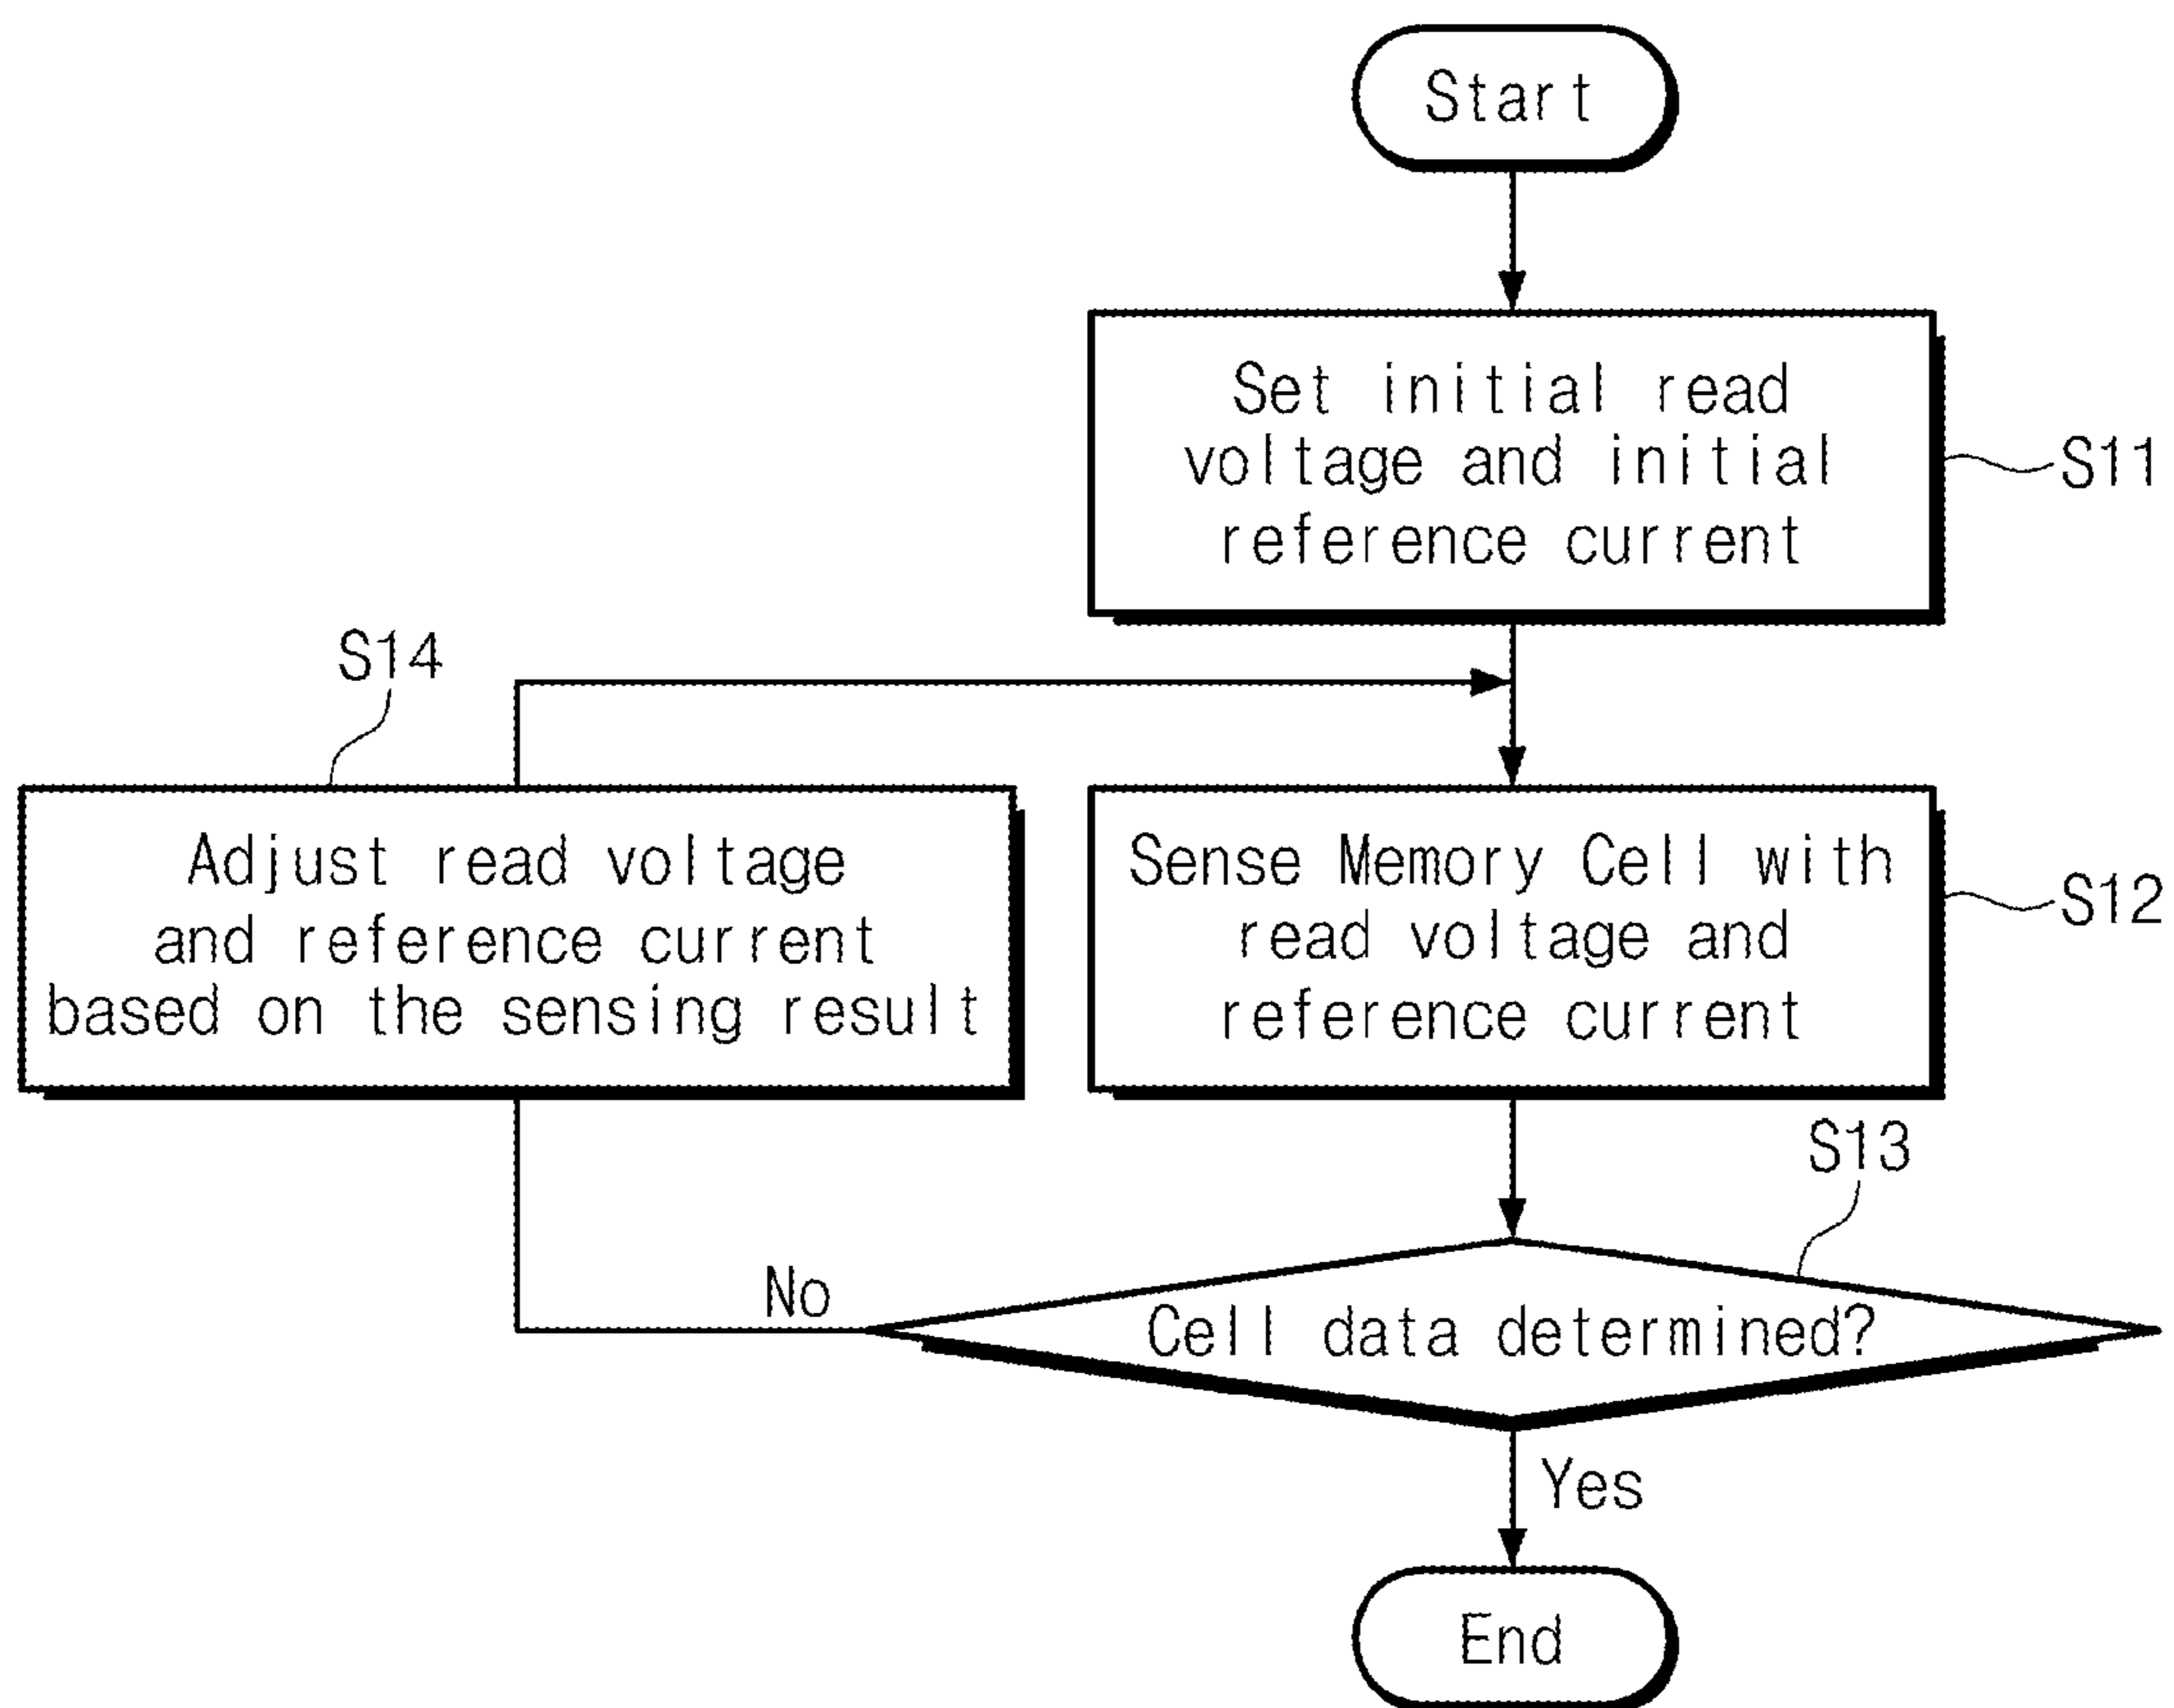 Start
Set initial read
voltage and initial
reference current
S11
S14
Adjust read voltage
and reference current
based on the sensing result
Sense Memory Cell with
read voltage and
reference current
S12
S13
No
Cell data determined?
Yes
End